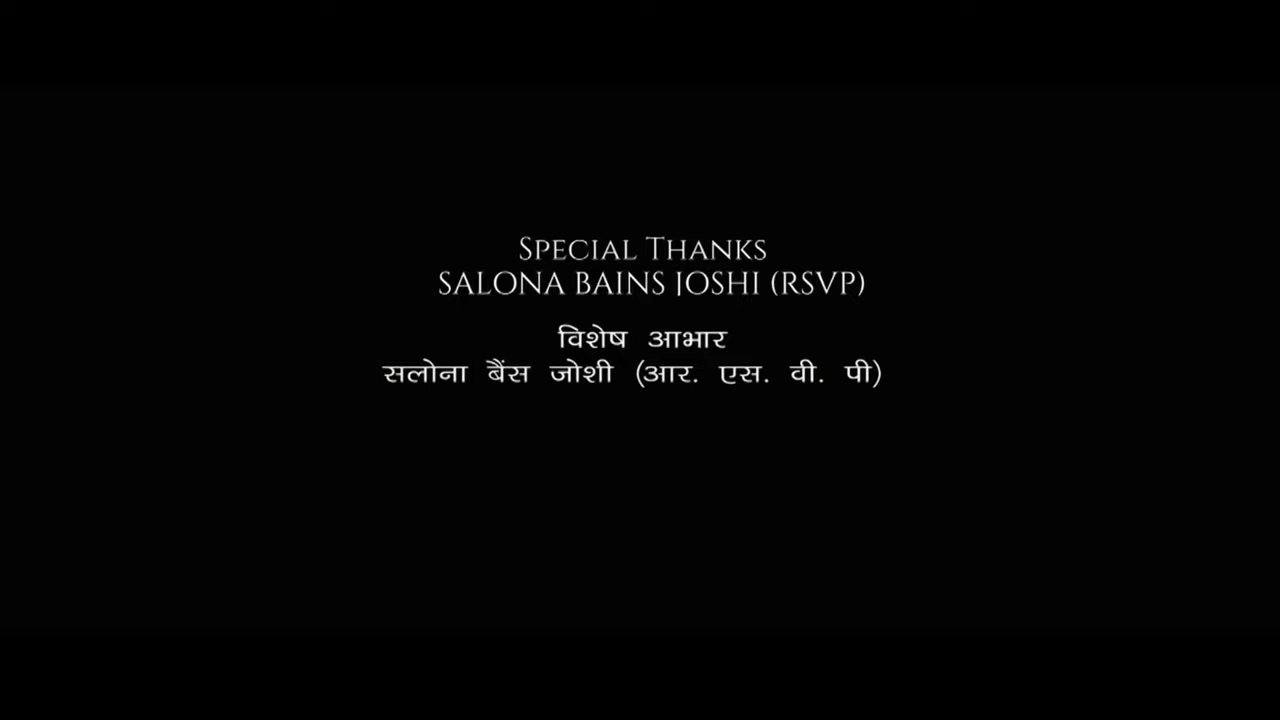 Special Thanks
SALONA BAINS JOSHI (RSVP)
विशेष आभार
सलोना बैंस जोशी (आर. एस. वी. पी)